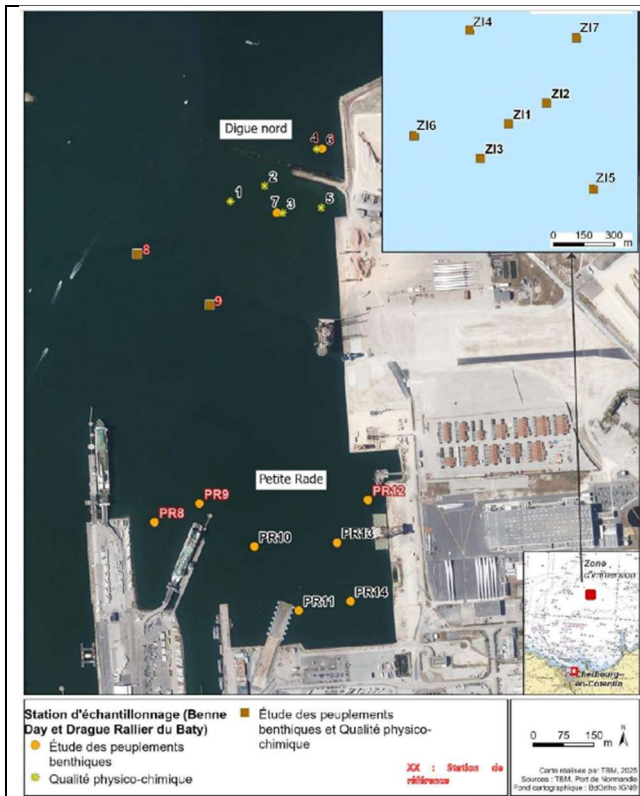 ZI4
ZI7
ZI2
ZI1
ZI6
ZI3
ZI5
0 150 300
m
Digue nord
4 6
2
1
7 3 5
8
9
Petite Rade
PR12
PR9
PR8
PR13
PR10
PR14
PR11
Zone
d'immersion
Cherbourg-
en-Cotentin
Station d'échantillonnage (Benne
Day et Drague Rallier du Baty)
Étude des peuplements
benthiques
Qualité physico-chimique
Étude des peuplements
benthiques et Qualité physico-
chimique
XX : Station de
référence
0 75 150
m
N
Carte réalisée par TBM, 2025
Sources : TBM, Port de Normandie
Fond cartographique : BdOrtho IGN®